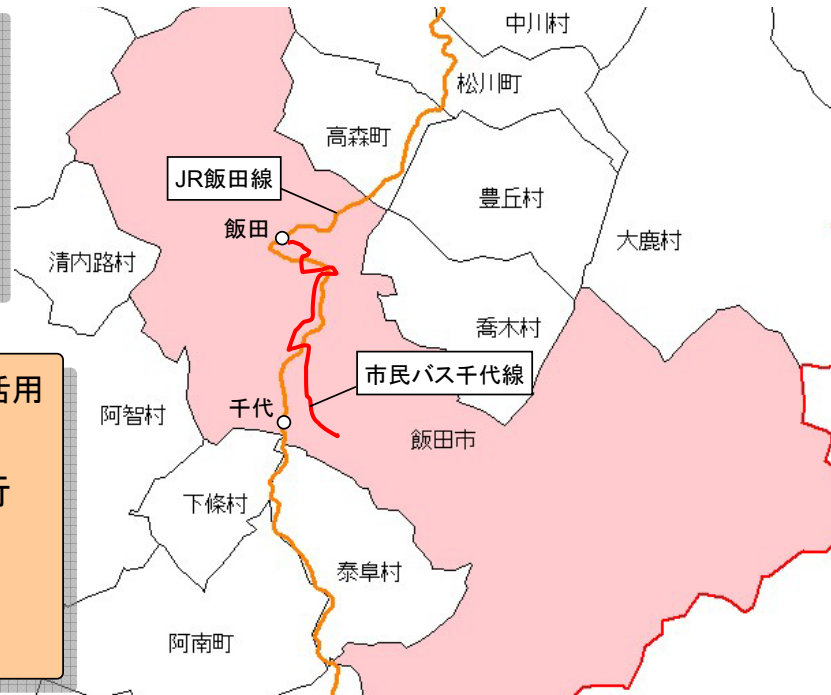 中川村
松川町
高森町
JR飯田線
豊丘村
飯田
大鹿村
清内路村
喬木村
市民バス千代線
活用
阿智村
千代
飯田市
行
下條村
泰阜村
阿南町